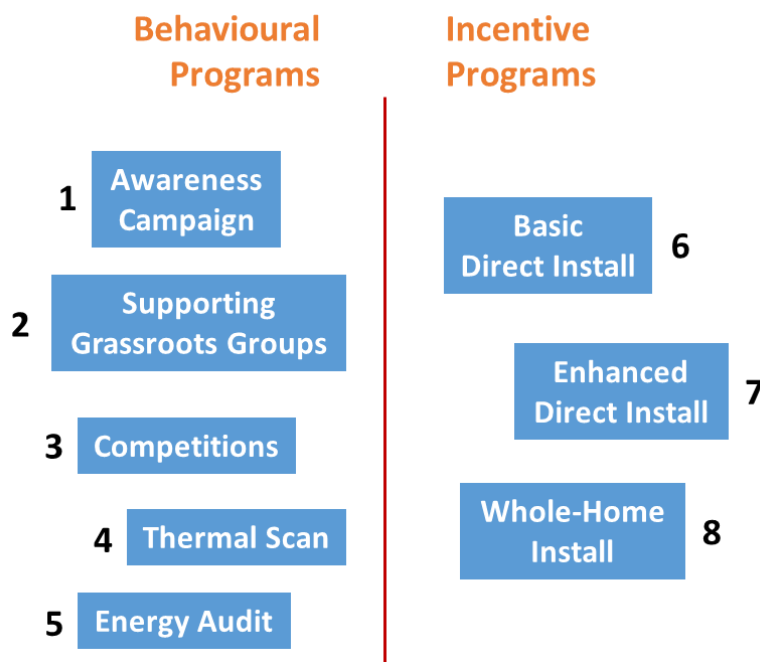 Behavioural
Programs
Incentive
Programs
1
Awareness
Campaign
2
Supporting
Grassroots Groups
3
Competitions
4
Thermal Scan
5
Energy Audit
Basic
Direct Install
6
Enhanced
Direct Install
7
Whole-Home
Install
8